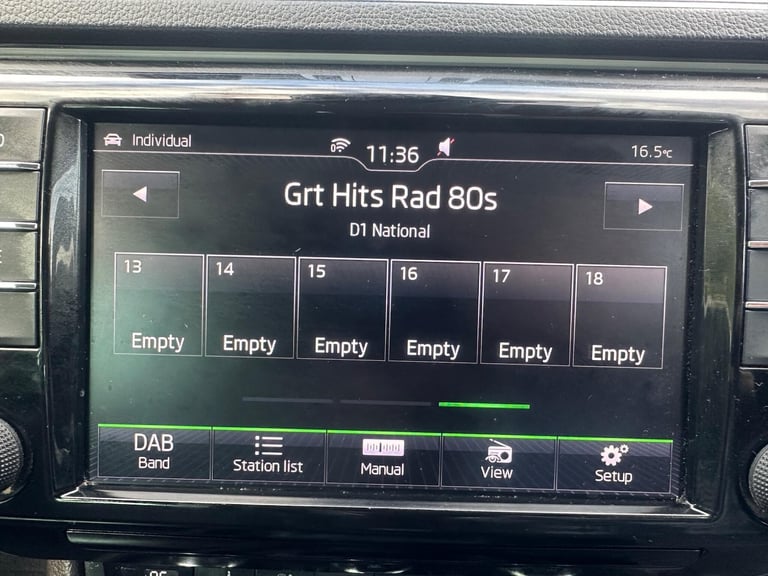 Individual
11:36
16.5°C
Grt Hits Rad 80s
D1 National
13 14 15 16 17 18
Empty Empty Empty Empty Empty Empty
DAB
Band Station list Manual View Setup